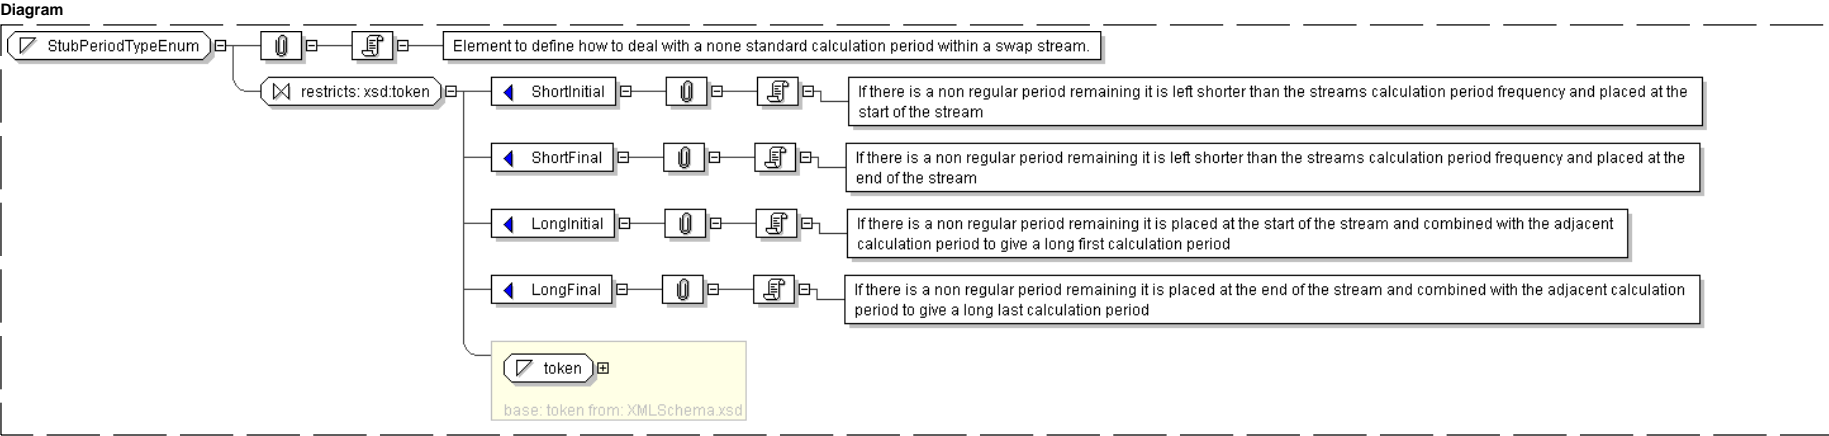 Diagram
StubPeriodTypeEnum
Element to define how to deal with a none standard calculation period within a swap stream.
restricts: xsd:token
ShortInitial
If there is a non regular period remaining it is left shorter than the streams calculation period frequency and placed at the
start of the stream
ShortFinal
If there is a non regular period remaining it is left shorter than the streams calculation period frequency and placed at the
end of the stream
LongInitial
If there is a non regular period remaining it is placed at the start of the stream and combined with the adjacent
calculation period to give a long first calculation period
LongFinal
If there is a non regular period remaining it is placed at the end of the stream and combined with the adjacent calculation
period to give a long last calculation period
token
base: token from: XMLSchema.xsd